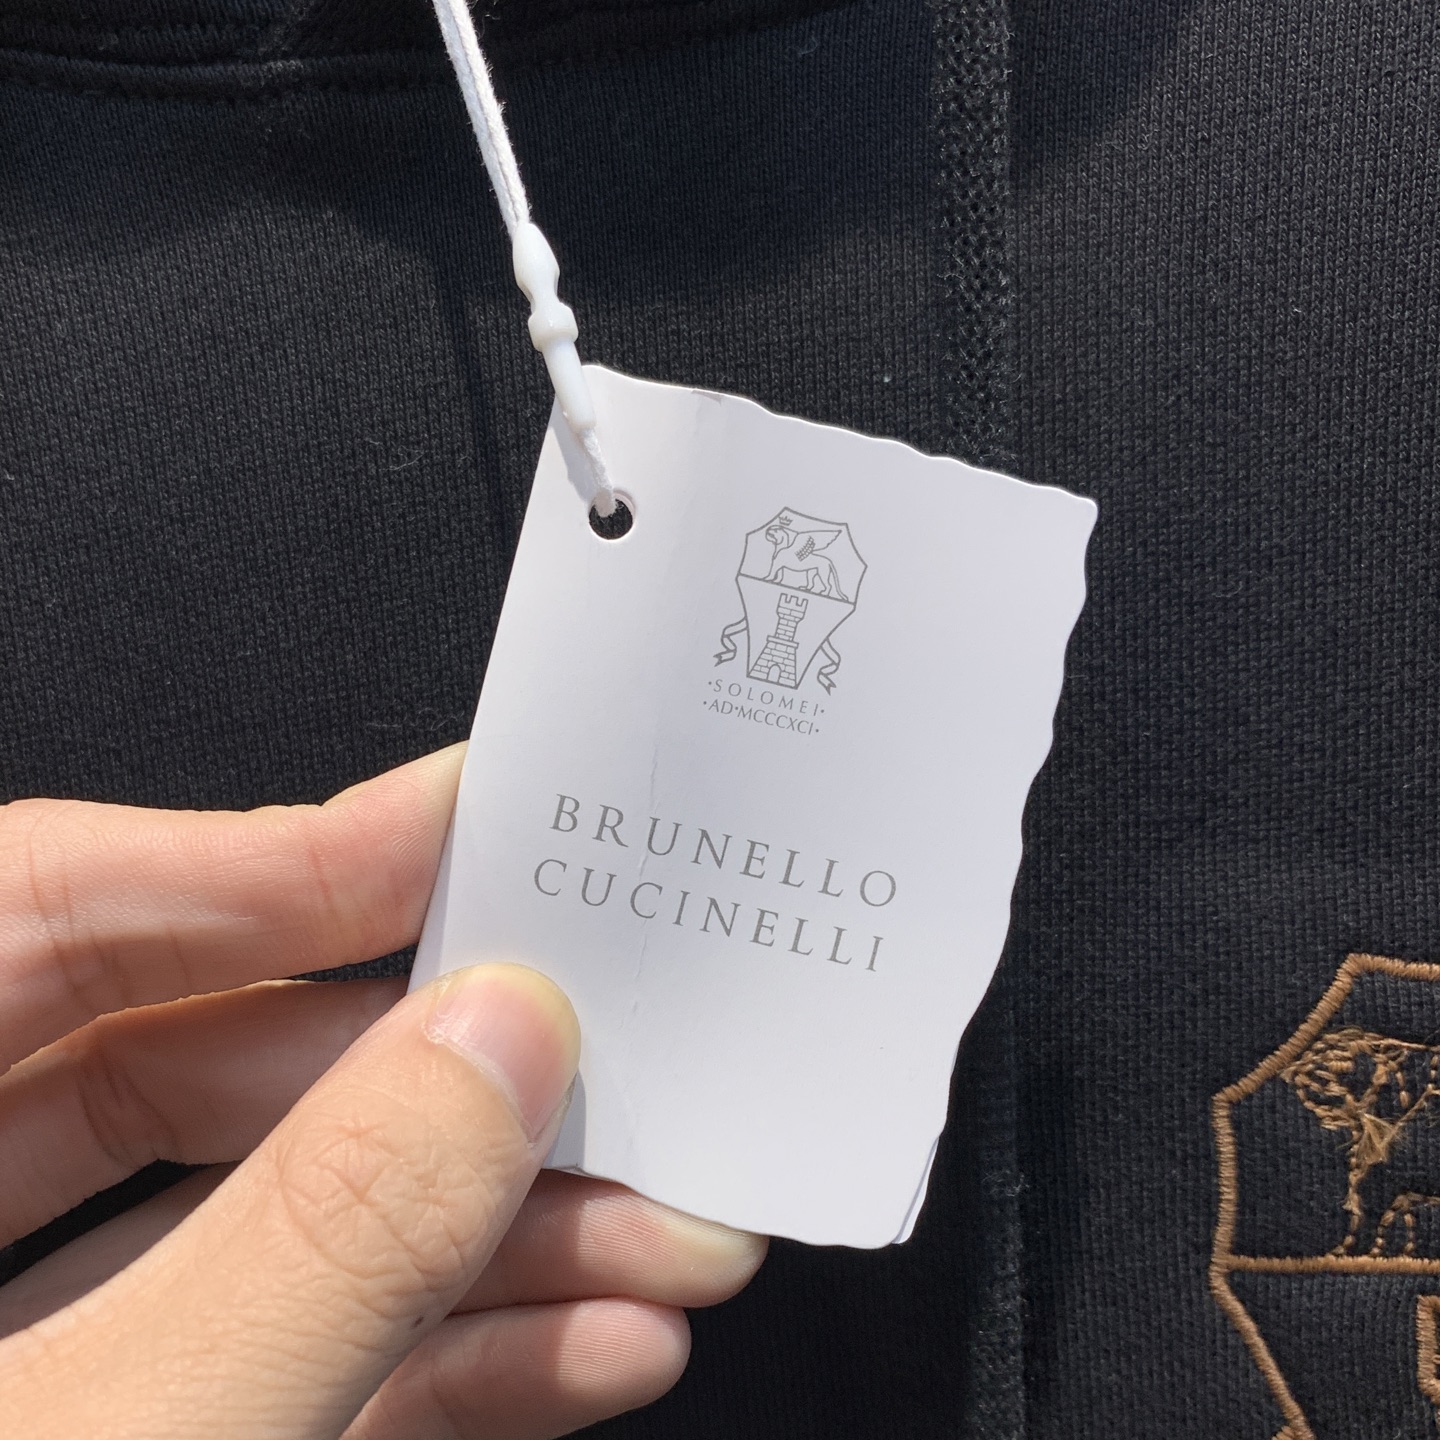 •SOLOMEI•
•AD•MCCCXCI•
BRUNELLO
CUCINELLI